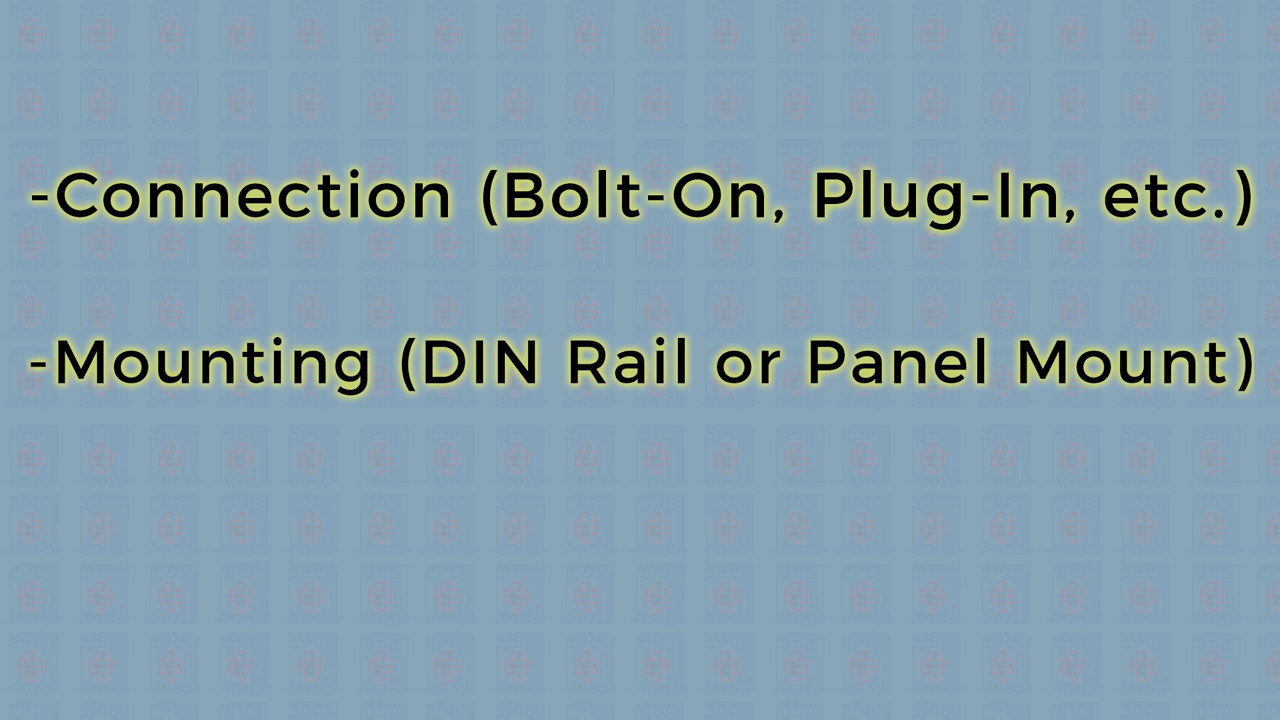 -Connection (Bolt-On, Plug-In, etc.)
-Mounting (DIN Rail or Panel Mount)